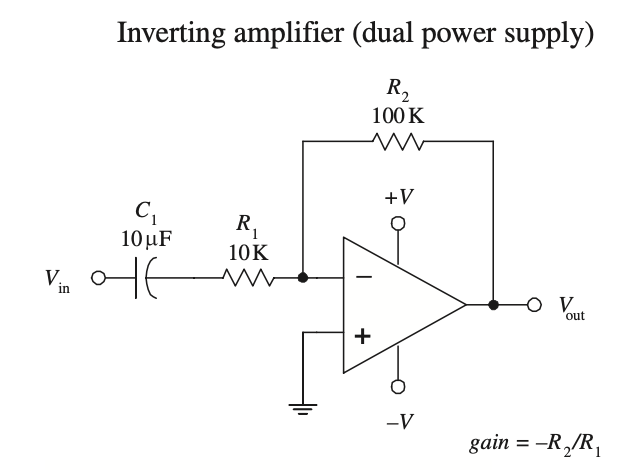 Inverting amplifier (dual power supply)
R2
100 K
+V
C1
10 µF
R1
10 K
Vin
−
+
Vout
−V
gain = −R2/R1